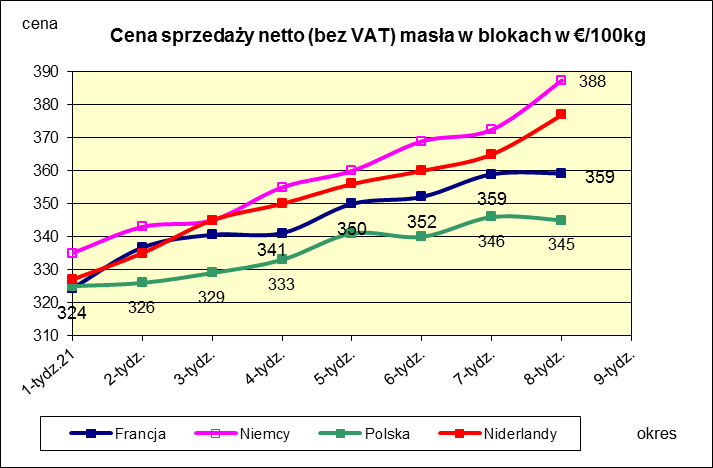 cena
Cena sprzedaży netto (bez VAT) masła w blokach w €/100kg
390
380
370
360
350
340
330
320
310
388
359
359
350
352
341
346
345
333
329
326
324
1-tydz.21
2-tydz.
3-tydz.
4-tydz.
5-tydz.
6-tydz.
7-tydz.
8-tydz.
9-tydz.
Francja Niemcy Polska Niderlandy
okres